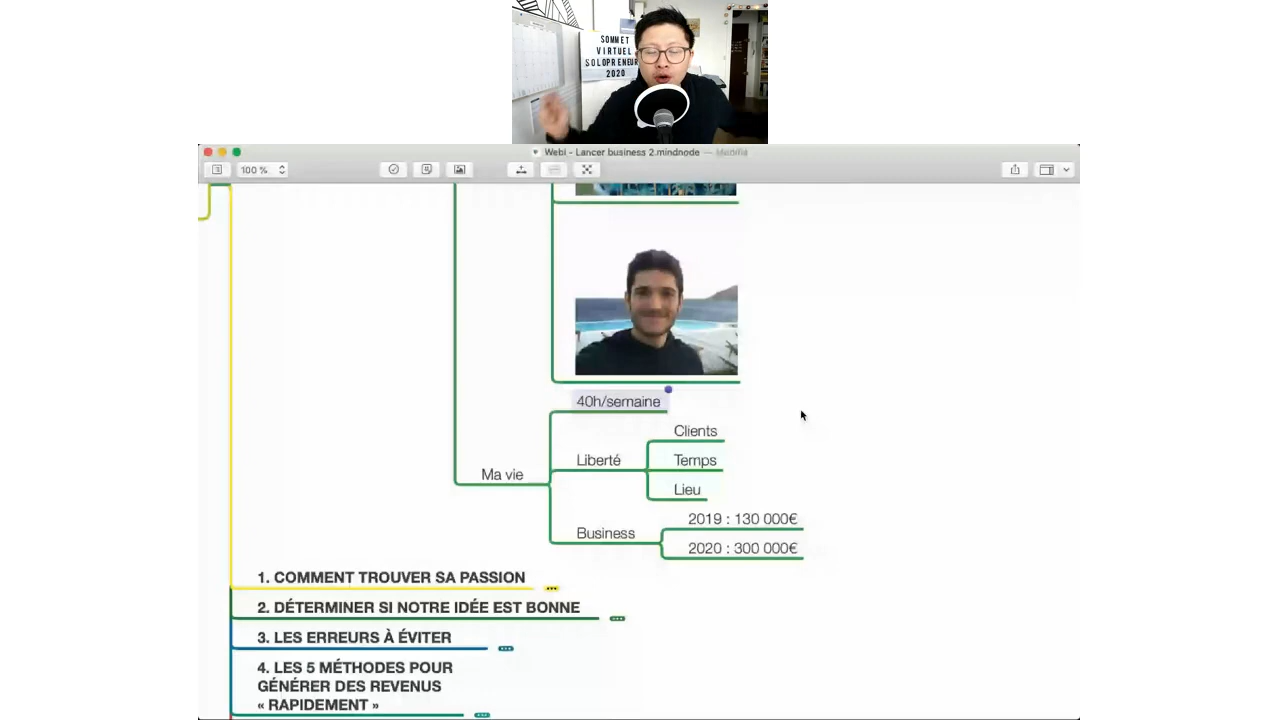 SOMMET
VIRTUEL
SOLOPRENEUR
2020
Webi - Lancer business 2.mindnode — Modifié
100 %
40h/semaine
Clients
Liberté
Temps
Ma vie
Lieu
2019 : 130 000€
Business
2020 : 300 000€
1. COMMENT TROUVER SA PASSION
2. DÉTERMINER SI NOTRE IDÉE EST BONNE
3. LES ERREURS À ÉVITER
4. LES 5 MÉTHODES POUR
GÉNÉRER DES REVENUS
« RAPIDEMENT »